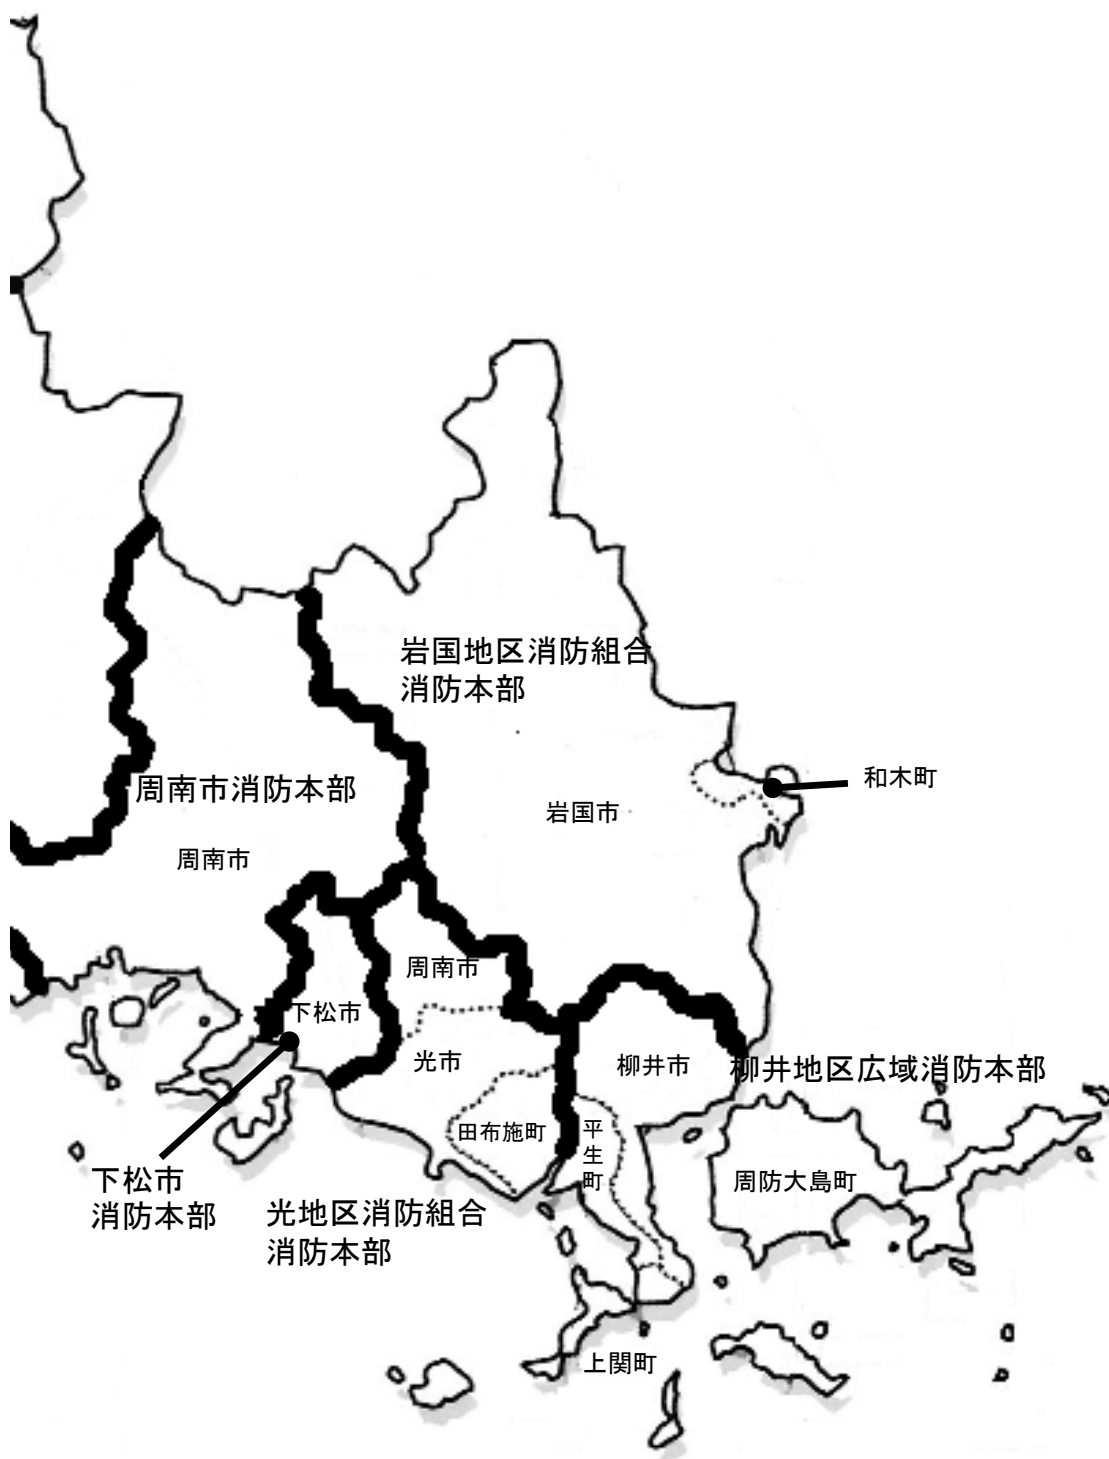 岩国地区消防組合
消防本部
周南市消防本部
和木町
岩国市
周南市
周南市
下松市
光市
柳井市
柳井地区広域消防本部
田布施町
平生町
周防大島町
下松市
消防本部
光地区消防組合
消防本部
上関町